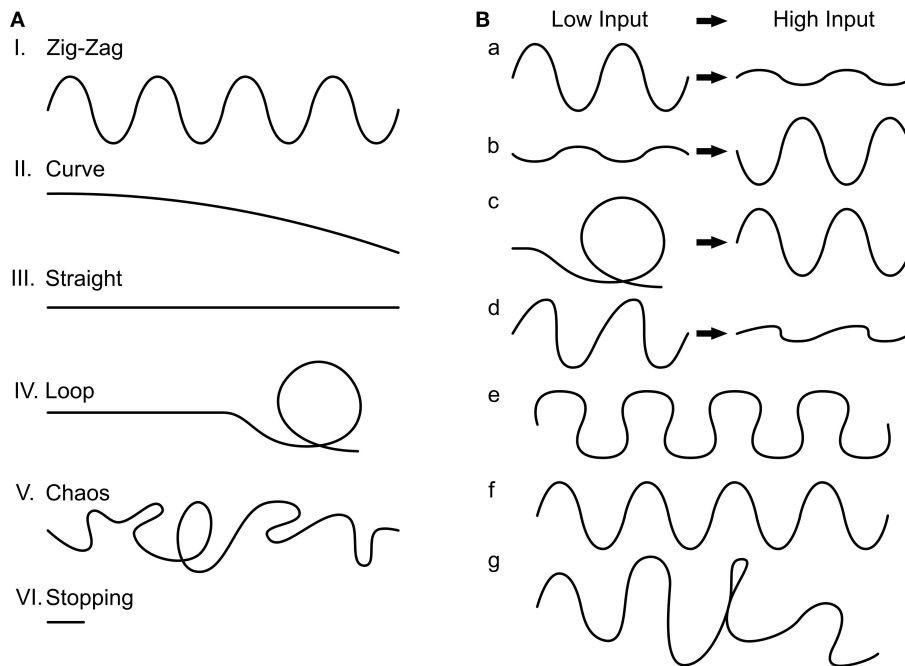 A
I. Zig-Zag
II. Curve
III. Straight
IV. Loop
V. Chaos
VI. Stopping
B
Low Input
High Input
a
b
c
d
e
f
g